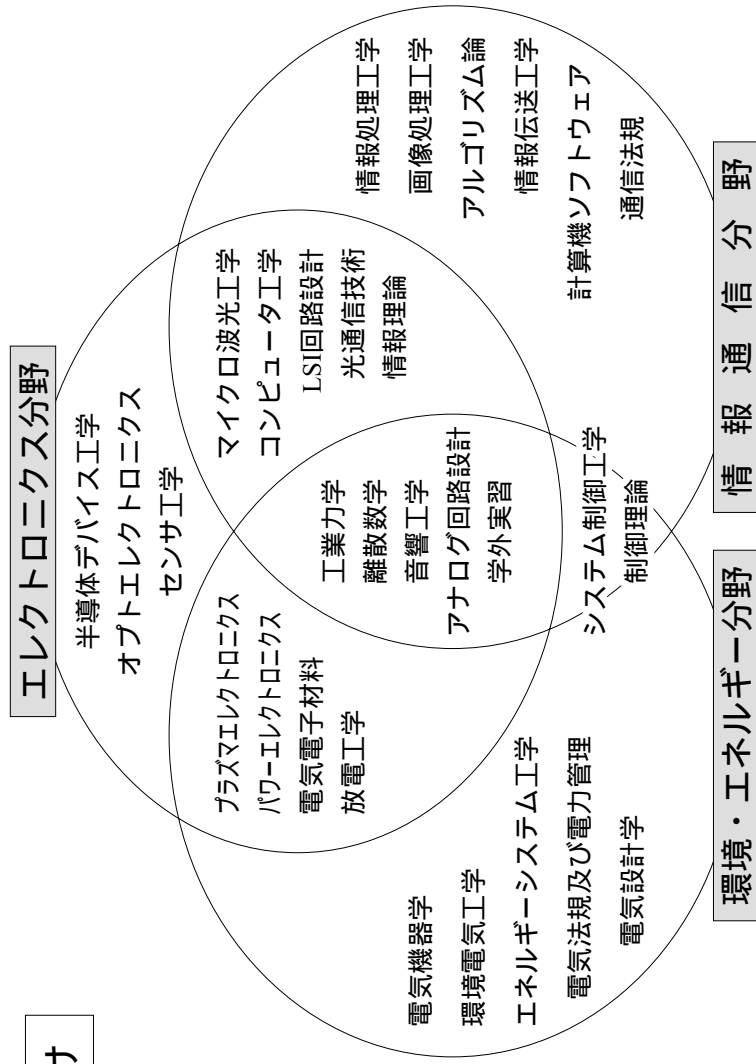 け
エレクトロニクス分野
半導体デバイス工学
オプトエレクトロニクス
センサ工学
プラズマエレクトロニクス
パワーエレクトロニクス
電気電子材料
放電工学
マイクロ波光工学
コンピュータ工学
LSI回路設計
光通信技術
情報理論
工業力学
離散数学
音響工学
アナログ回路設計
学外実習
電気機器学
環境電気工学
エネルギーシステム工学
電気法規及び電力管理
電気設計学
システム制御工学
制御理論
情報処理工学
画像処理工学
アルゴリズム論
情報伝送工学
計算機ソフトウェア
通信法規
環境・エネルギー分野
情報通信分野